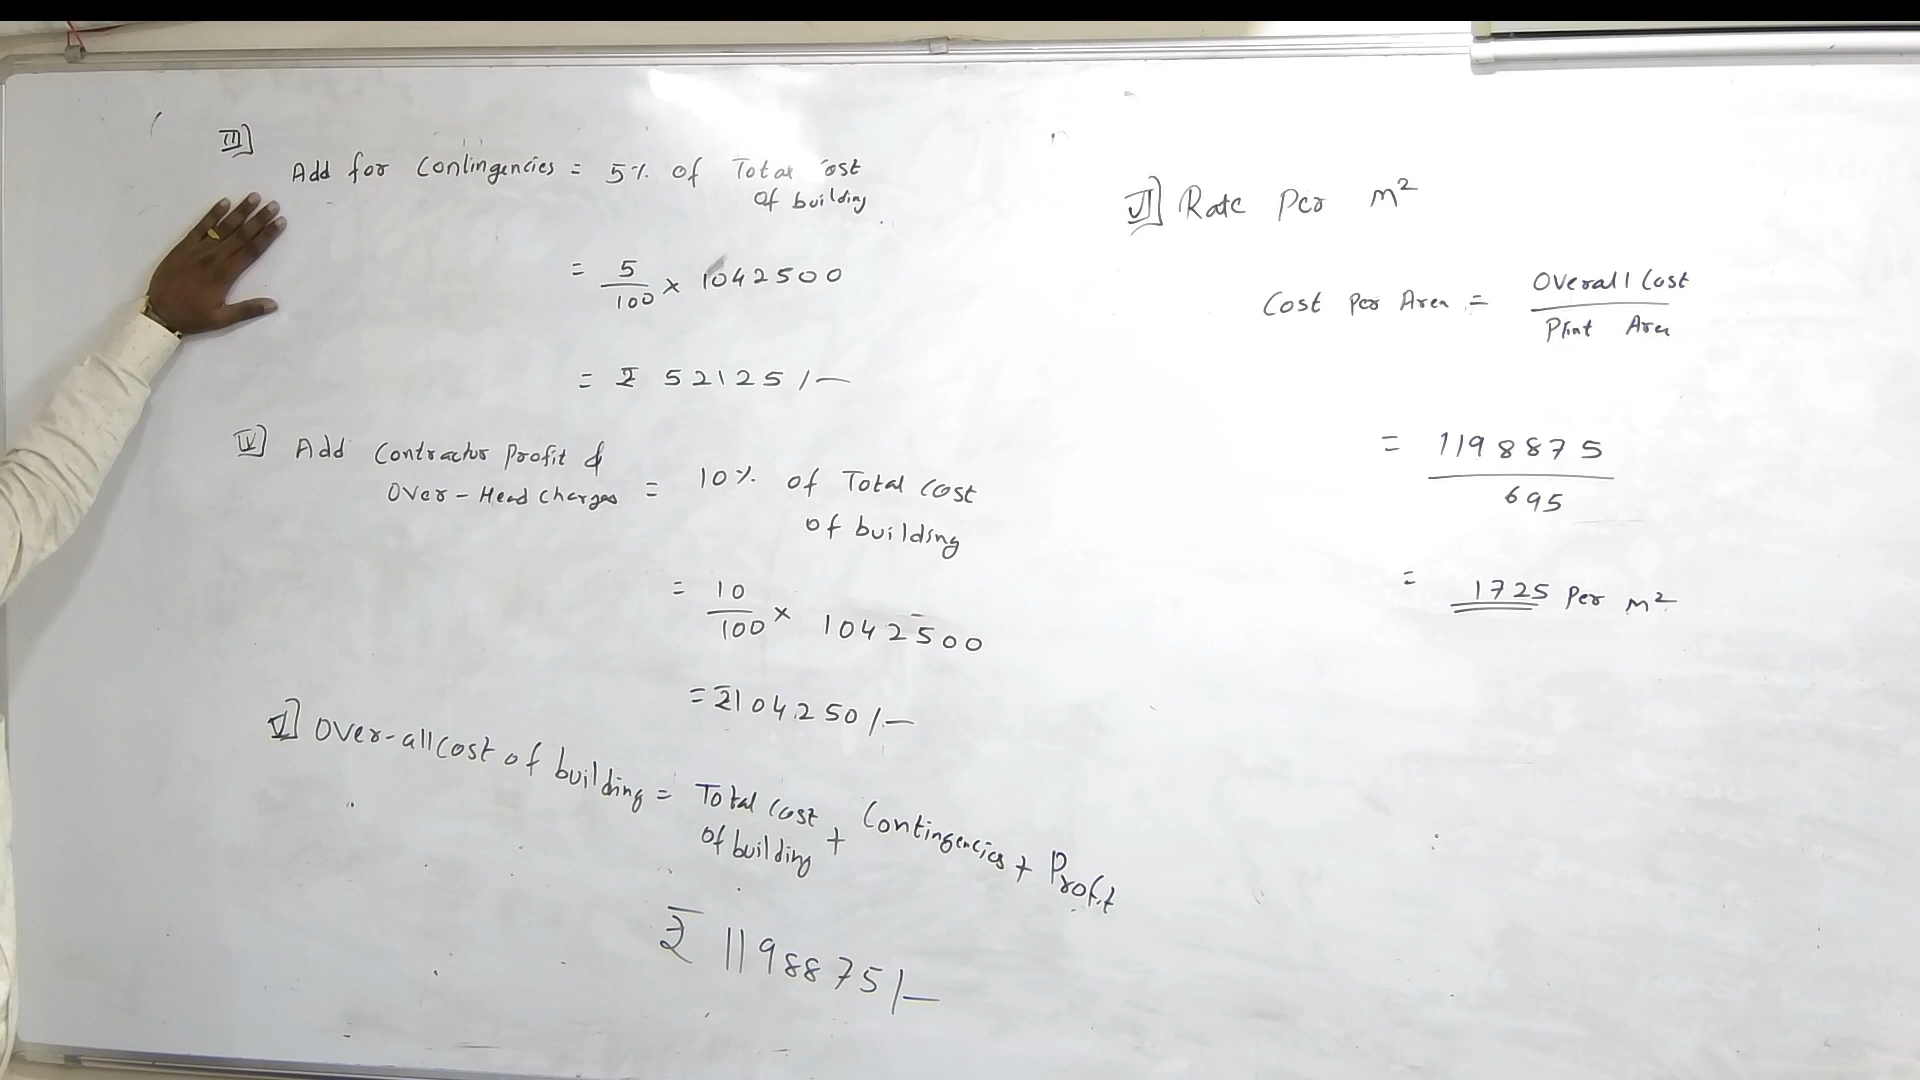 III]
Add for Contingencies = 5% of Total Cost
of building
= 5/100 × 1042500
= ₹ 52125/-
IV] Add Contractor Profit &
Over-Head Charges = 10% of Total Cost
of building
= 10/100 × 1042500
= ₹104250/-
V] Over-all cost of building = Total Cost
of building + Contingencies + Profit
₹ 1198875/-
VI] Rate Per m²
Cost Per Area = Overall Cost
Plint Area
= 1198875
695
= 1725 Per m²